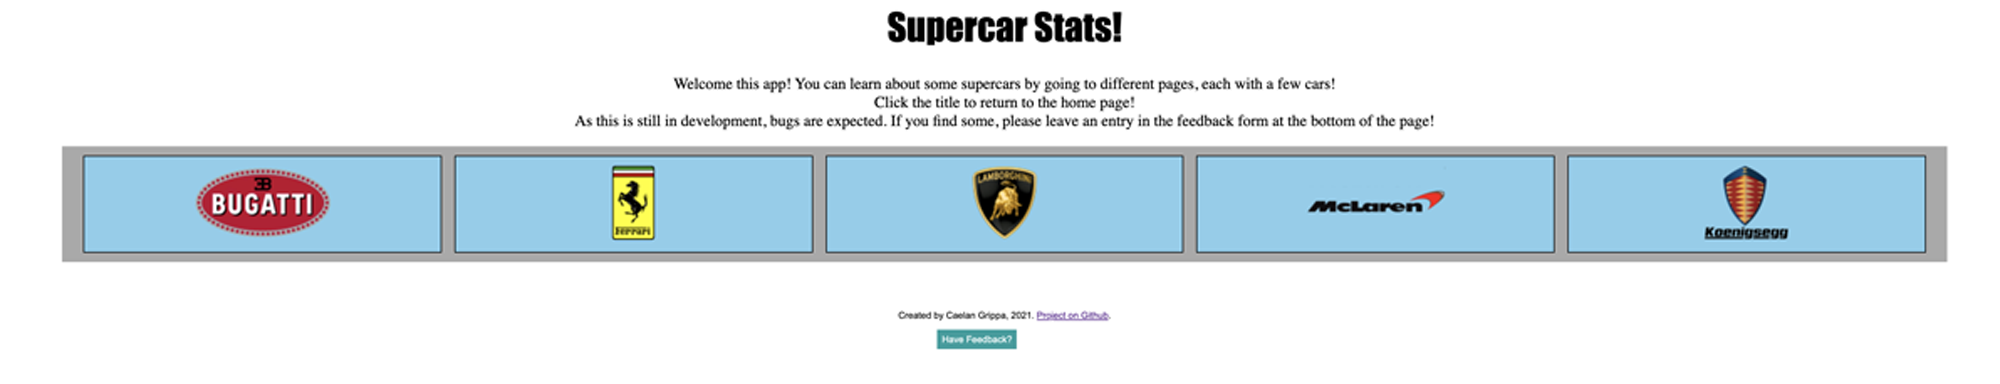 Supercar Stats!
Welcome this app! You can learn about some supercars by going to different pages, each with a few cars!
Click the title to return to the home page!
As this is still in development, bugs are expected. If you find some, please leave an entry in the feedback form at the bottom of the page!
EB
BUGATTI
Ferrari
LAMBORGHINI
McLaren
Koenigsegg
Created by Caelan Grippa, 2021. Project on Github.
Have Feedback?